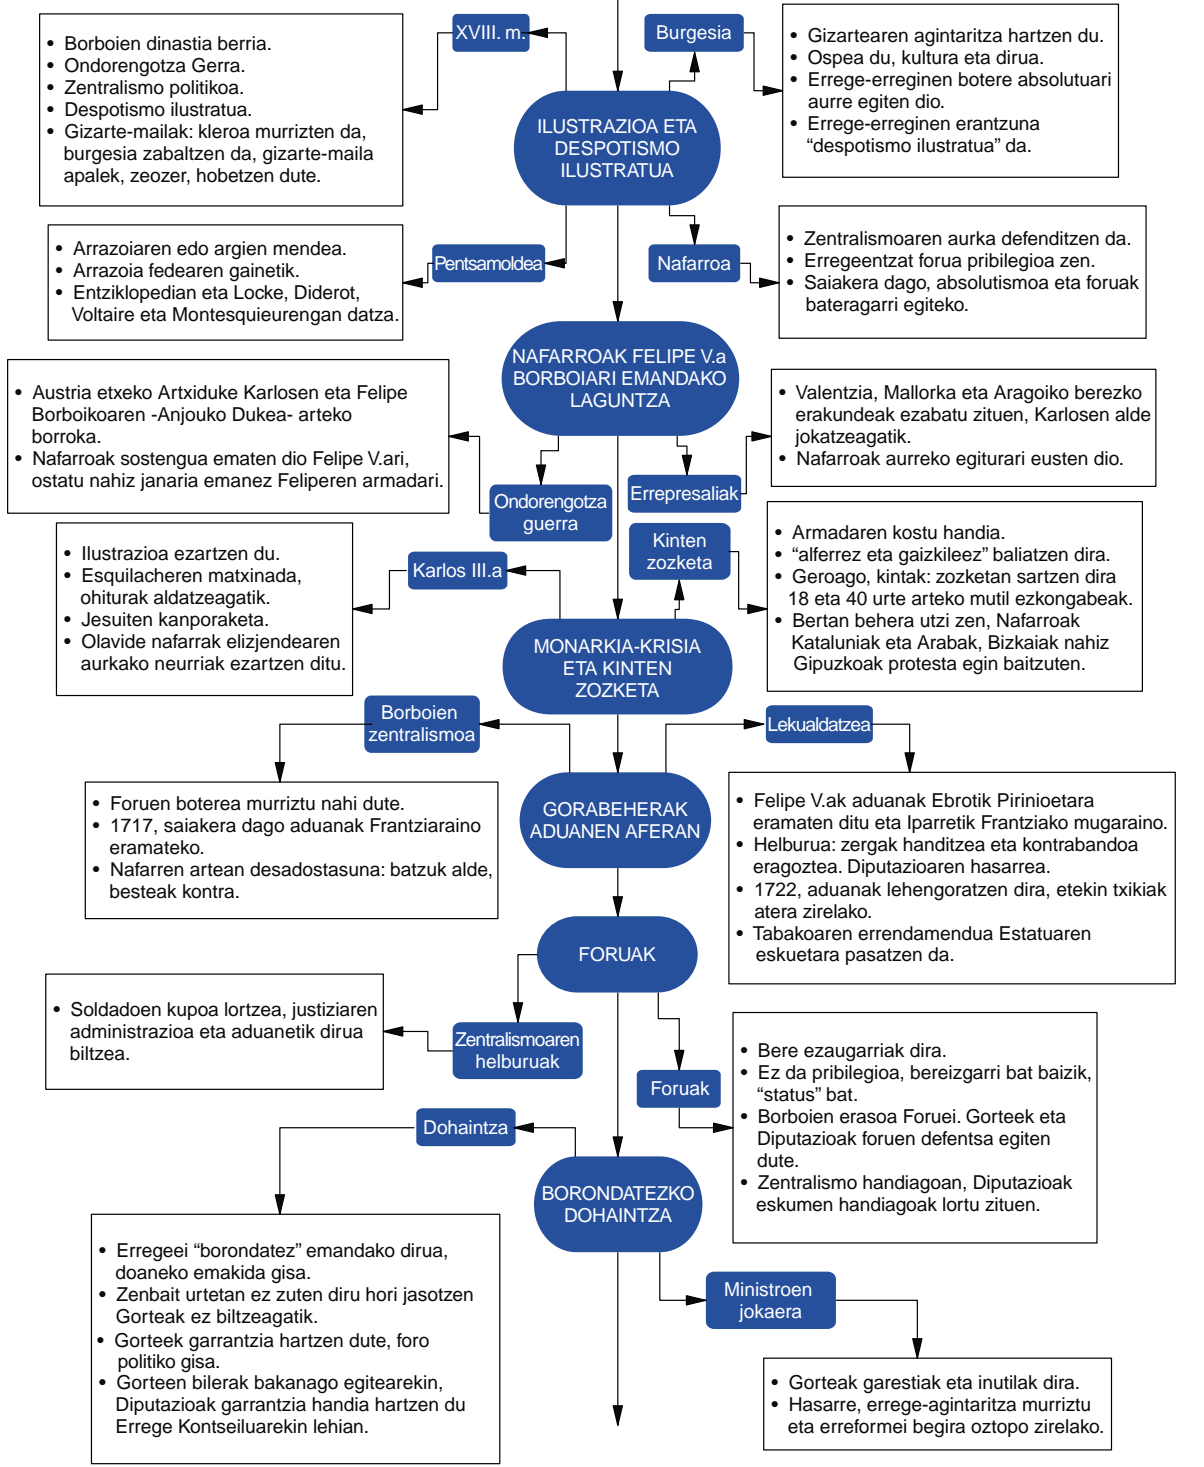 XVIII. m.
• Borboien dinastia berria.
• Ondorengotza Gerra.
• Zentralismo politikoa.
• Despotismo ilustratua.
• Gizarte-mailak: kleroa murrizten da,
burgesia zabaltzen da, gizarte-maila
apalek, zeozer, hobetzen dute.
Burgesia
• Gizartearen agintaritza hartzen du.
• Ospea du, kultura eta dirua.
• Errege-erreginen botere absolutuari
aurre egiten dio.
• Errege-erreginen erantzuna
“despotismo ilustratua” da.
ILUSTRAZIOA ETA
DESPOTISMO
ILUSTRATUA
Pentsamoldea
• Arrazoiaren edo argien mendea.
• Arrazoia fedearen gainetik.
• Entziklopedian eta Locke, Diderot,
Voltaire eta Montesquieurengan datza.
Nafarroa
• Zentralismoaren aurka defenditzen da.
• Erregeentzat forua pribilegioa zen.
• Saiakera dago, absolutismoa eta foruak
bateragarri egiteko.
NAFARROAK FELIPE V.a
BORBOIARI EMANDAKO
LAGUNTZA
• Austria etxeko Artxiduke Karlosen eta Felipe
Borboikoaren -Anjouko Dukea- arteko
borroka.
• Nafarroak sostengua ematen dio Felipe V.ari,
ostatu nahiz janaria emanez Feliperen armadari.
Ondorengotza
guerra
Errepresaliak
• Valentzia, Mallorka eta Aragoiko berezko
erakundeak ezabatu zituen, Karlosen alde
jokatzeagatik.
• Nafarroak aurreko egiturari eusten dio.
Karlos III.a
• Ilustrazioa ezartzen du.
• Esquilacheren matxinada,
ohiturak aldatzeagatik.
• Jesuiten kanporaketa.
• Olavide nafarrak elizjendearen
aurkako neurriak ezartzen ditu.
Kinten
zozketa
• Armadaren kostu handia.
• “alferrez eta gaizkileez” baliatzen dira.
• Geroago, kintak: zozketan sartzen dira
18 eta 40 urte arteko mutil ezkongabeak.
• Bertan behera utzi zen, Nafarroak
Kataluniak eta Arabak, Bizkaiak nahiz
Gipuzkoak protesta egin baitzuten.
MONARKIA-KRISIA
ETA KINTEN
ZOZKETA
Borboien
zentralismoa
• Foruen boterea murriztu nahi dute.
• 1717, saiakera dago aduanak Frantziaraino
eramateko.
• Nafarren artean desadostasuna: batzuk alde,
besteak kontra.
Lekualdatzea
• Felipe V.ak aduanak Ebrotik Pirinioetara
eramaten ditu eta Iparretik Frantziako mugaraino.
• Helburua: zergak handitzea eta kontrabandoa
eragoztea. Diputazioaren hasarrea.
• 1722, aduanak lehengoratzen dira, etekin txikiak
atera zirelako.
• Tabakoaren errendamendua Estatuaren
eskuetara pasatzen da.
GORABEHERAK
ADUANEN AFERAN
FORUAK
• Soldadoen kupoa lortzea, justiziaren
administrazioa eta aduanetik dirua
biltzea.
Zentralismoaren
helburuak
Foruak
• Bere ezaugarriak dira.
• Ez da pribilegioa, bereizgarri bat baizik,
“status” bat.
• Borboien erasoa Foruei. Gorteek eta
Diputazioak foruen defentsa egiten
dute.
• Zentralismo handiagoan, Diputazioak
eskumen handiagoak lortu zituen.
Dohaintza
BORONDATEZKO
DOHAINTZA
• Erregeei “borondatez” emandako dirua,
doaneko emakida gisa.
• Zenbait urtetan ez zuten diru hori jasotzen
Gorteak ez biltzeagatik.
• Gorteek garrantzia hartzen dute, foro
politiko gisa.
• Gorteen bilerak bakanago egitearekin,
Diputazioak garrantzia handia hartzen du
Errege Kontseiluarekin lehian.
Ministroen
jokaera
• Gorteak garestiak eta inutilak dira.
• Hasarre, errege-agintaritza murriztu
eta erreformei begira oztopo zirelako.